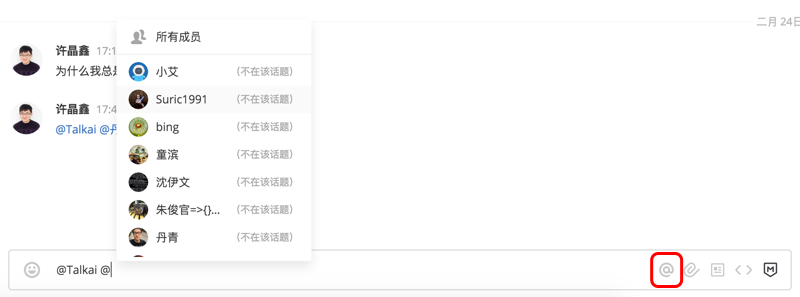 二月 24日
所有成员
许晶鑫 17:1
为什么我总是
小艾 (不在该话题)
Suric1991 (不在该话题)
许晶鑫 17:4
@Talkai @丹
bing (不在该话题)
童滨 (不在该话题)
沈伊文 (不在该话题)
朱俊官=>{}... (不在该话题)
丹青 (不在该话题)
@Talkai @